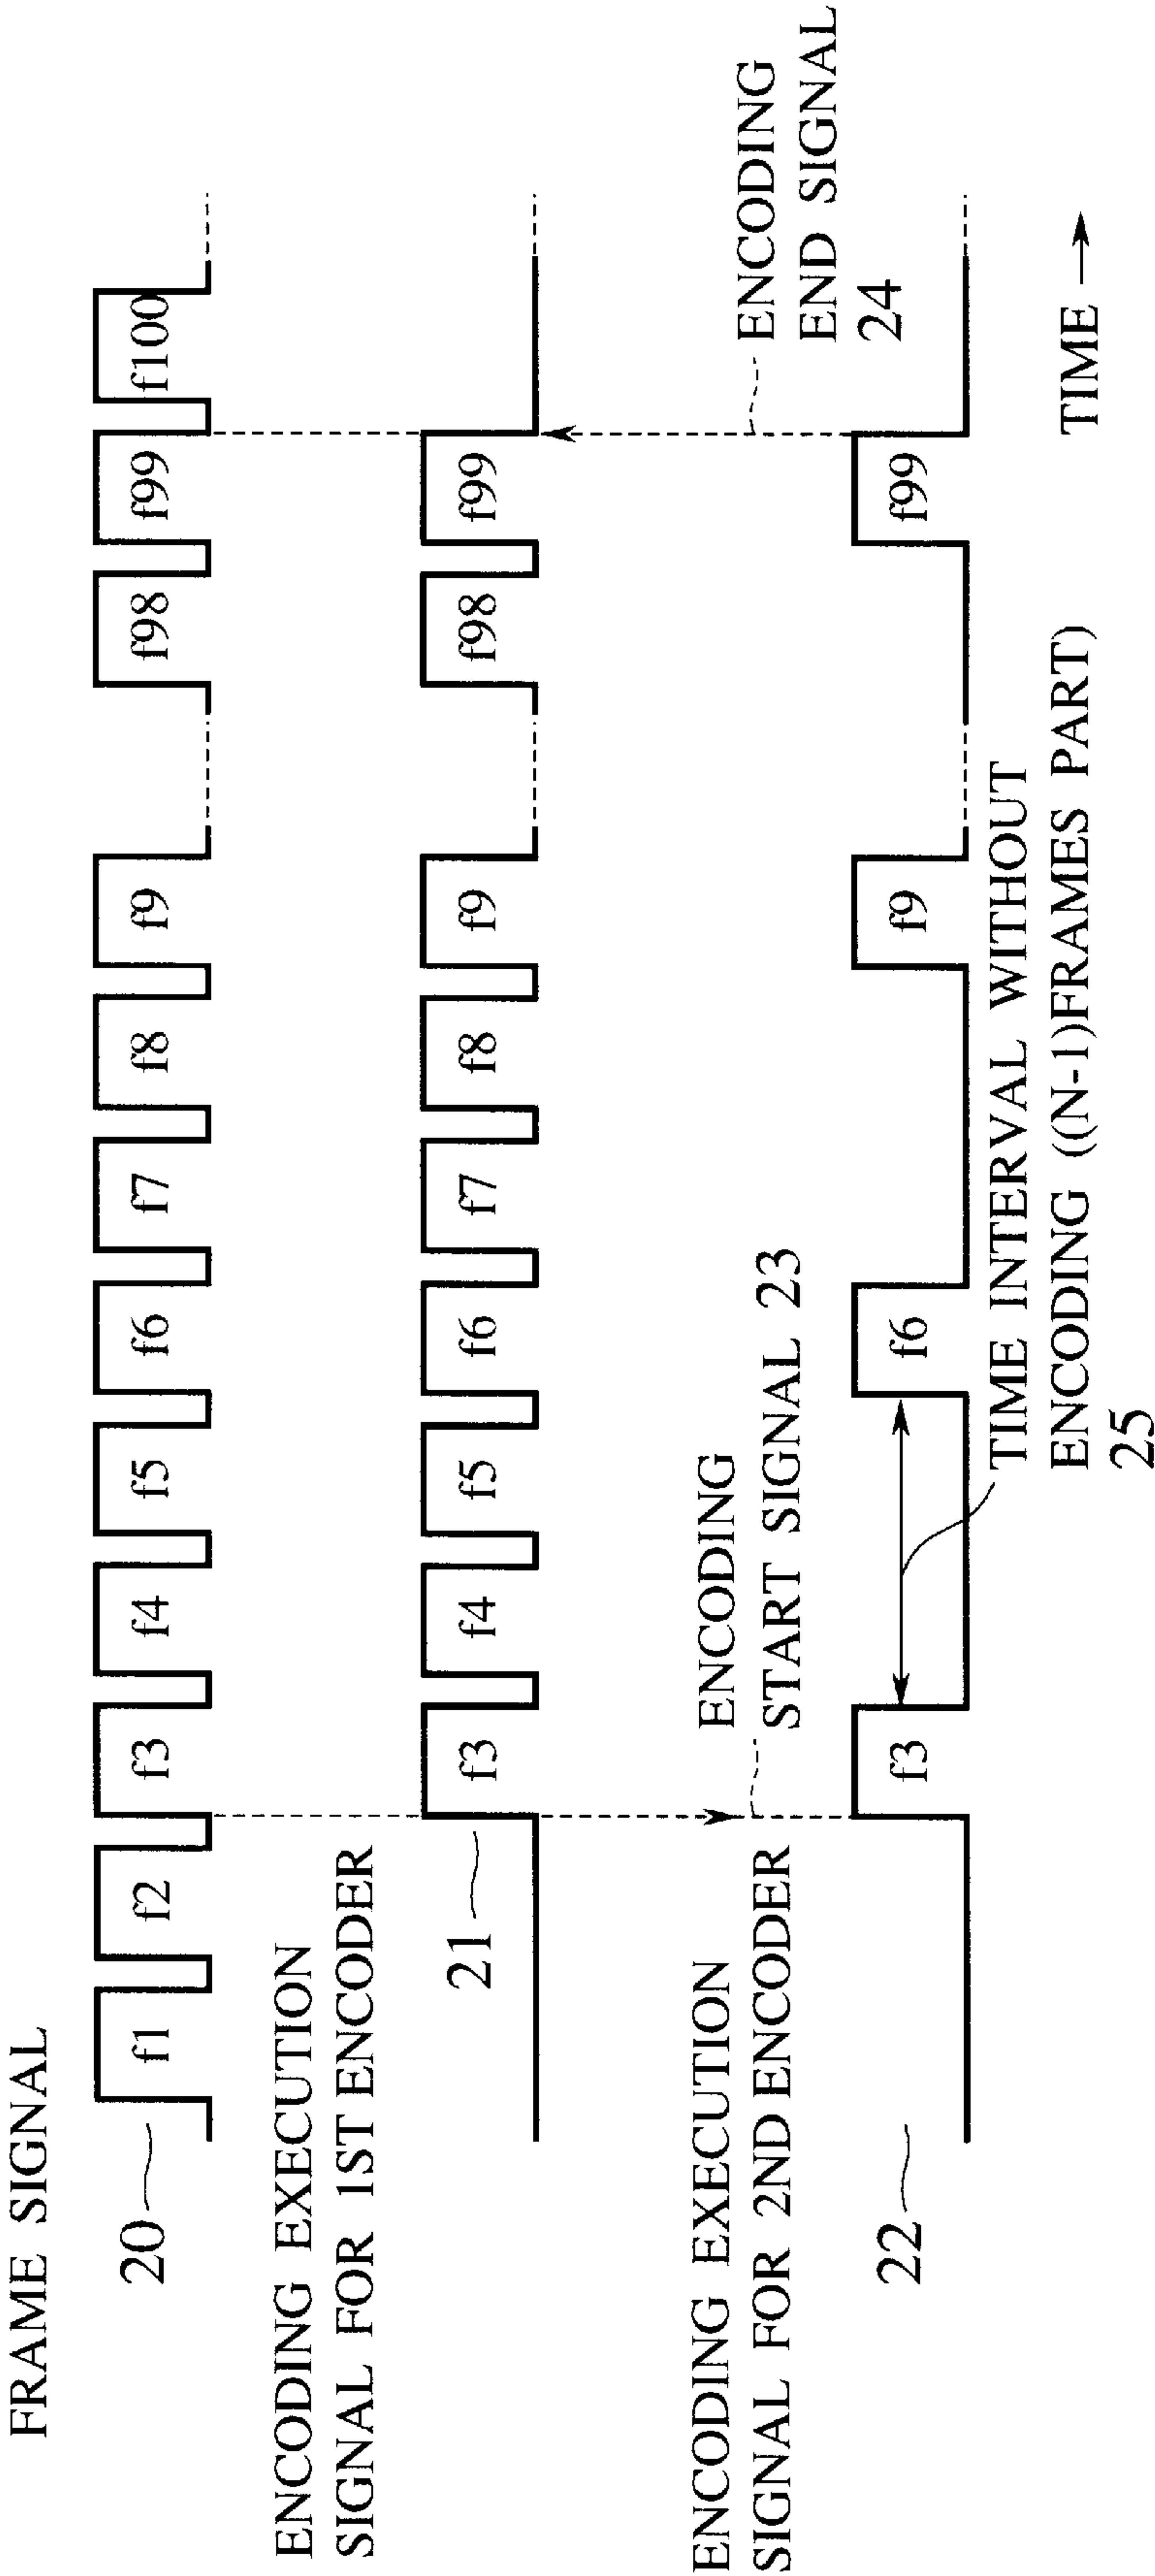 FRAME SIGNAL
20
f1
f2
f3
f4
f5
f6
f7
f8
f9
f98
f99
f100
ENCODING EXECUTION
SIGNAL FOR 1ST ENCODER
21
f3
f4
f5
f6
f7
f8
f9
f98
f99
ENCODING EXECUTION
SIGNAL FOR 2ND ENCODER
ENCODING
START SIGNAL 23
ENCODING
END SIGNAL
24
22
f3
f6
f9
f99
TIME INTERVAL WITHOUT
ENCODING ((N-1)FRAMES PART)
25
TIME